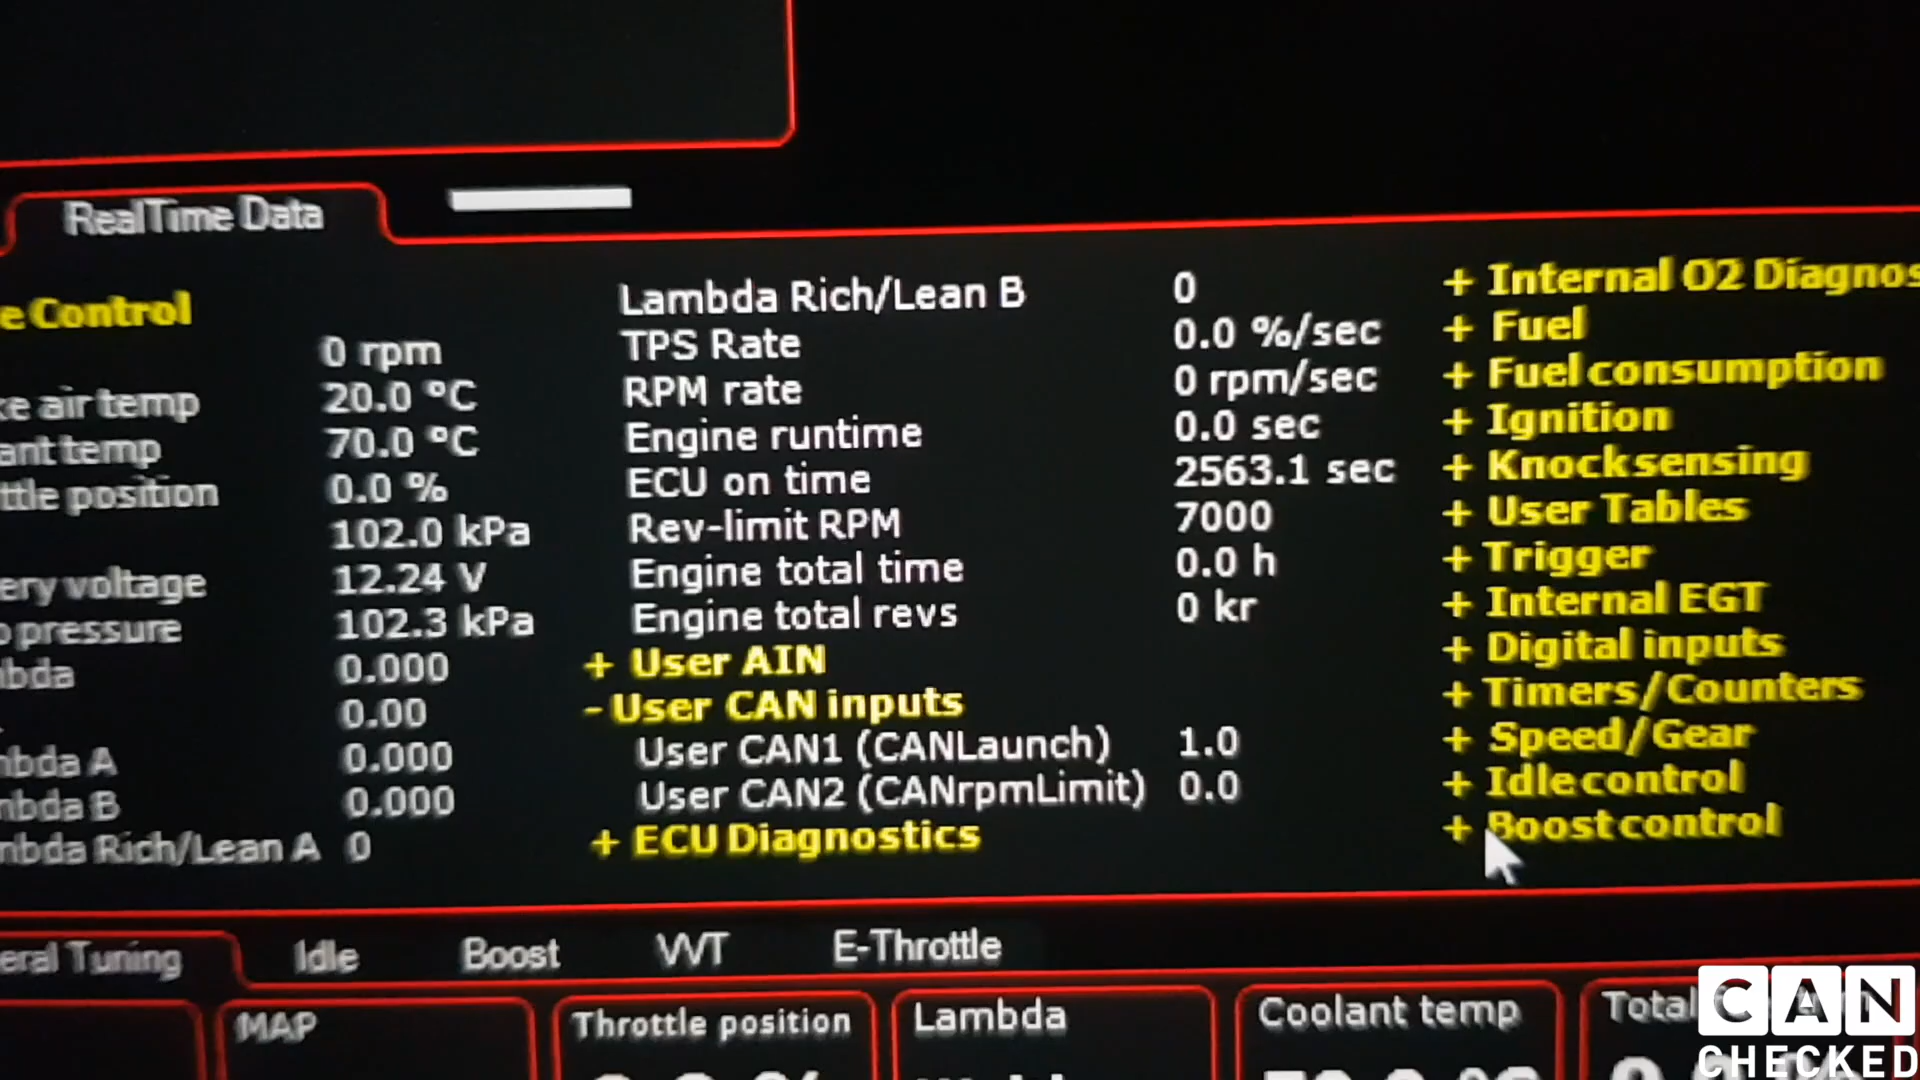 RealTime Data
e Control
0 rpm
ke air temp 20.0 °C
ant temp 70.0 °C
ttle position 0.0 %
102.0 kPa
ery voltage 12.24 V
o pressure 102.3 kPa
bda 0.000
0.00
bda A 0.000
bda B 0.000
mbda Rich/Lean A 0
Lambda Rich/Lean B 0
TPS Rate 0.0 %/sec
RPM rate 0 rpm/sec
Engine runtime 0.0 sec
ECU on time 2563.1 sec
Rev-limit RPM 7000
Engine total time 0.0 h
Engine total revs 0 kr
+ User AIN
- User CAN inputs
User CAN1 (CANLaunch) 1.0
User CAN2 (CANrpmLimit) 0.0
+ ECU Diagnostics
+ Internal O2 Diagnos
+ Fuel
+ Fuel consumption
+ Ignition
+ Knock sensing
+ User Tables
+ Trigger
+ Internal EGT
+ Digital inputs
+ Timers/Counters
+ Speed/Gear
+ Idle control
+ Boost control
eral Tuning Idle Boost VVT E-Throttle
MAP Throttle position Lambda Coolant temp Total
CAN
CHECKED